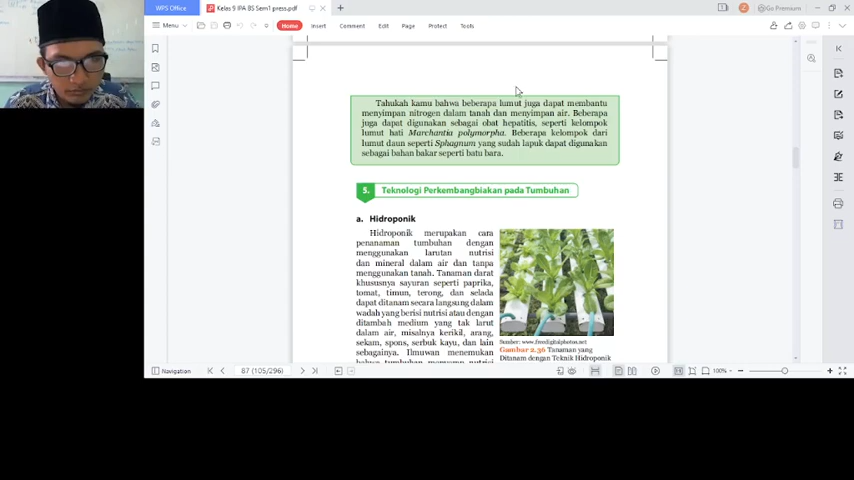 WPS Office
Kelas 9 IPA BS Sem1 press.pdf
Go Premium
Menu
Home
Insert
Comment
Edit
Page
Protect
Tools
Tahukah kamu bahwa beberapa lumut juga dapat membantu
menyimpan nitrogen dalam tanah dan menyimpan air. Beberapa
juga dapat digunakan sebagai obat hepatitis, seperti kelompok
lumut hati Marchantia polymorpha. Beberapa kelompok dari
lumut daun seperti Sphagnum yang sudah lapuk dapat digunakan
sebagai bahan bakar seperti batu bara.
5. Teknologi Perkembangbiakan pada Tumbuhan
a. Hidroponik
Hidroponik merupakan cara
penanaman tumbuhan dengan
menggunakan larutan nutrisi
dan mineral dalam air dan tanpa
menggunakan tanah. Tanaman darat
khususnya sayuran seperti paprika,
tomat, timun, terong, dan selada
dapat ditanam secara langsung dalam
wadah yang berisi nutrisi atau dengan
ditambah medium yang tak larut
dalam air, misalnya kerikil, arang,
sekam, spons, serbuk kayu, dan lain
sebagainya. Ilmuwan menemukan
bahwa tumbuhan menyerap nutrisi
Sumber: www.freedigitalphotos.net
Gambar 2.36 Tanaman yang
Ditanam dengan Teknik Hidroponik
Navigation
87 (105/296)
100%